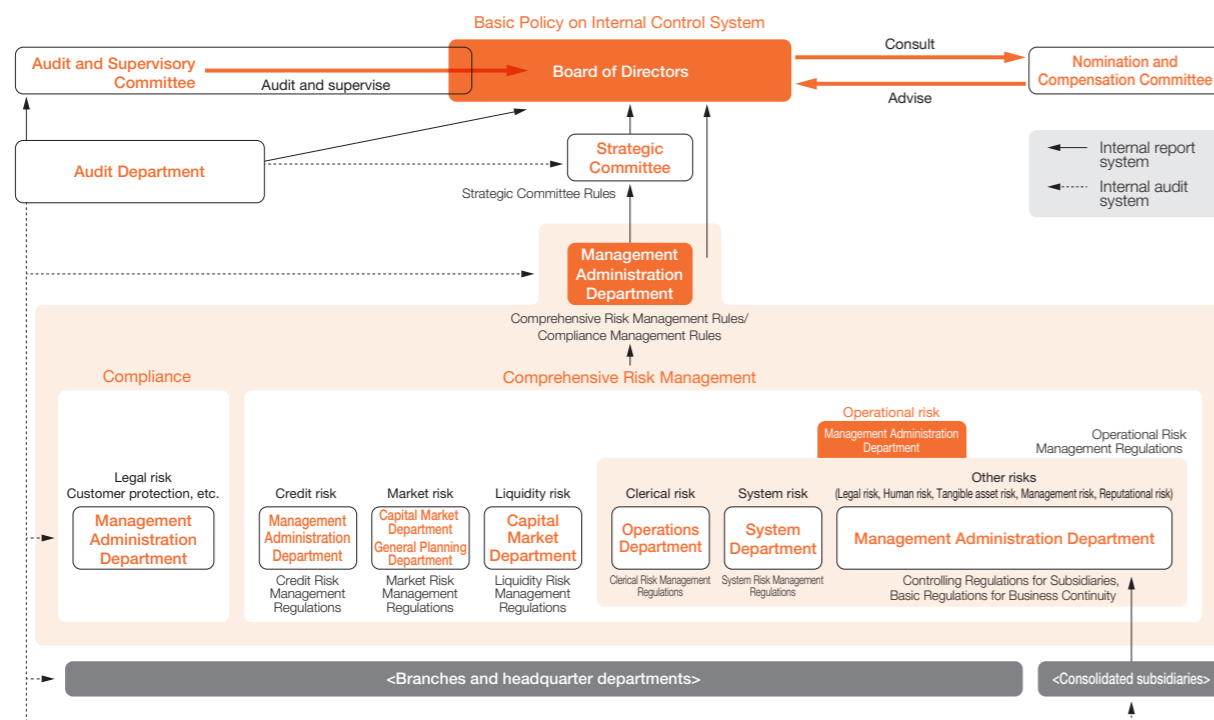 Basic Policy on Internal Control System
Audit and Supervisory
Committee
Audit and supervise
Board of Directors
Consult
Advise
Nomination and
Compensation Committee
Audit Department
Strategic
Committee
Strategic Committee Rules
Internal report
system
Internal audit
system
Management
Administration
Department
Comprehensive Risk Management Rules/
Compliance Management Rules
Compliance
Comprehensive Risk Management
Legal risk
Customer protection, etc.
Management
Administration
Department
Credit risk
Management
Administration
Department
Credit Risk
Management
Regulations
Market risk
Capital Market
Department
General Planning
Department
Market Risk
Management
Regulations
Liquidity risk
Capital
Market
Department
Liquidity Risk
Management
Regulations
Operational risk
Management Administration
Department
Operational Risk
Management Regulations
Clerical risk
Operations
Department
Clerical Risk Management
Regulations
System risk
System
Department
System Risk Management
Regulations
Other risks
(Legal risk, Human risk, Tangible asset risk, Management risk, Reputational risk)
Management Administration Department
Controlling Regulations for Subsidiaries,
Basic Regulations for Business Continuity
<Branches and headquarter departments>
<Consolidated subsidiaries>